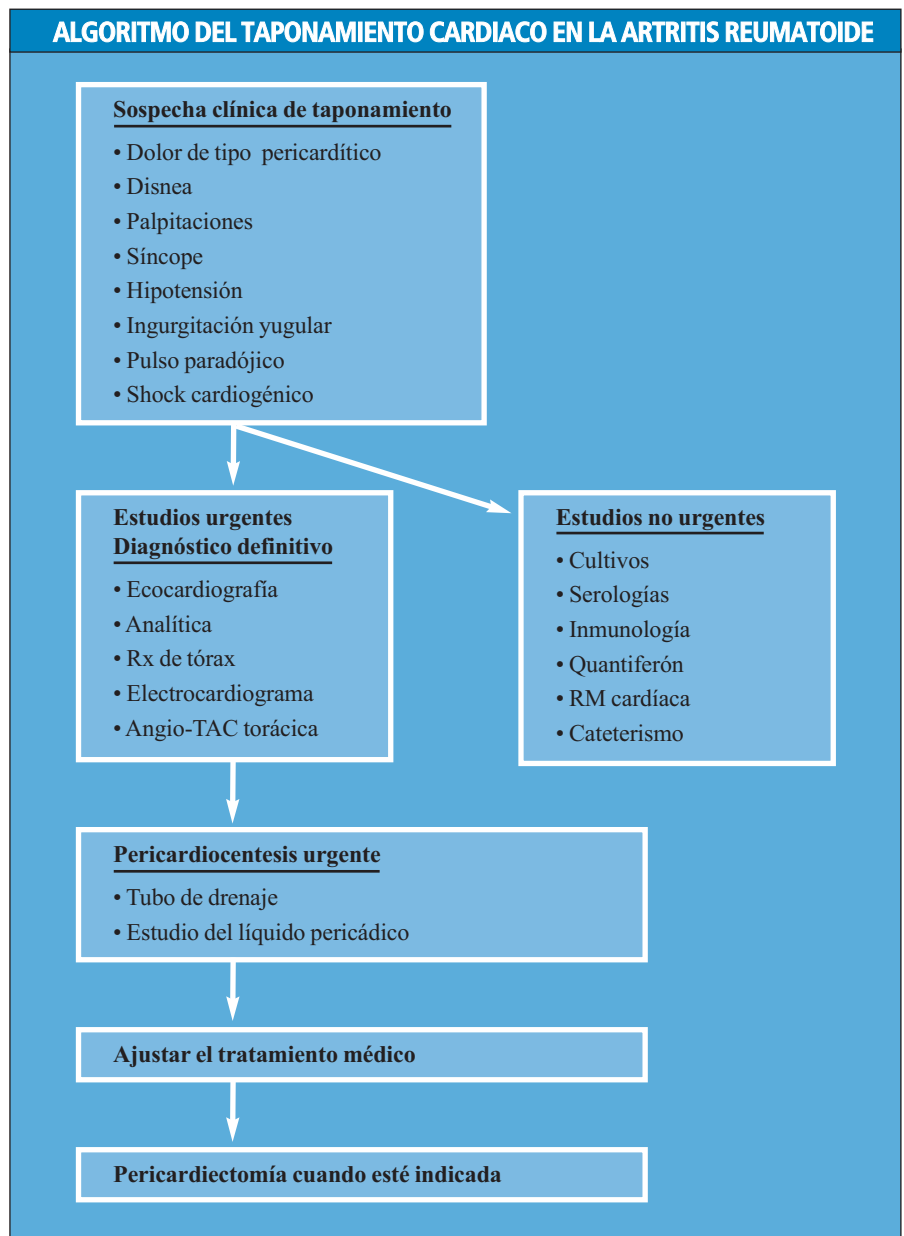 ALGORITMO DEL TAPONAMIENTO CARDIACO EN LA ARTRITIS REUMATOIDE
Sospecha clínica de taponamiento
• Dolor de tipo pericardítico
• Disnea
• Palpitaciones
• Síncope
• Hipotensión
• Ingurgitación yugular
• Pulso paradójico
• Shock cardiogénico
Estudios urgentes
Diagnóstico definitivo
• Ecocardiografía
• Analítica
• Rx de tórax
• Electrocardiograma
• Angio-TAC torácica
Estudios no urgentes
• Cultivos
• Serologías
• Inmunología
• Quantiferón
• RM cardíaca
• Cateterismo
Pericardiocentesis urgente
• Tubo de drenaje
• Estudio del líquido pericádico
Ajustar el tratamiento médico
Pericardiectomía cuando esté indicada